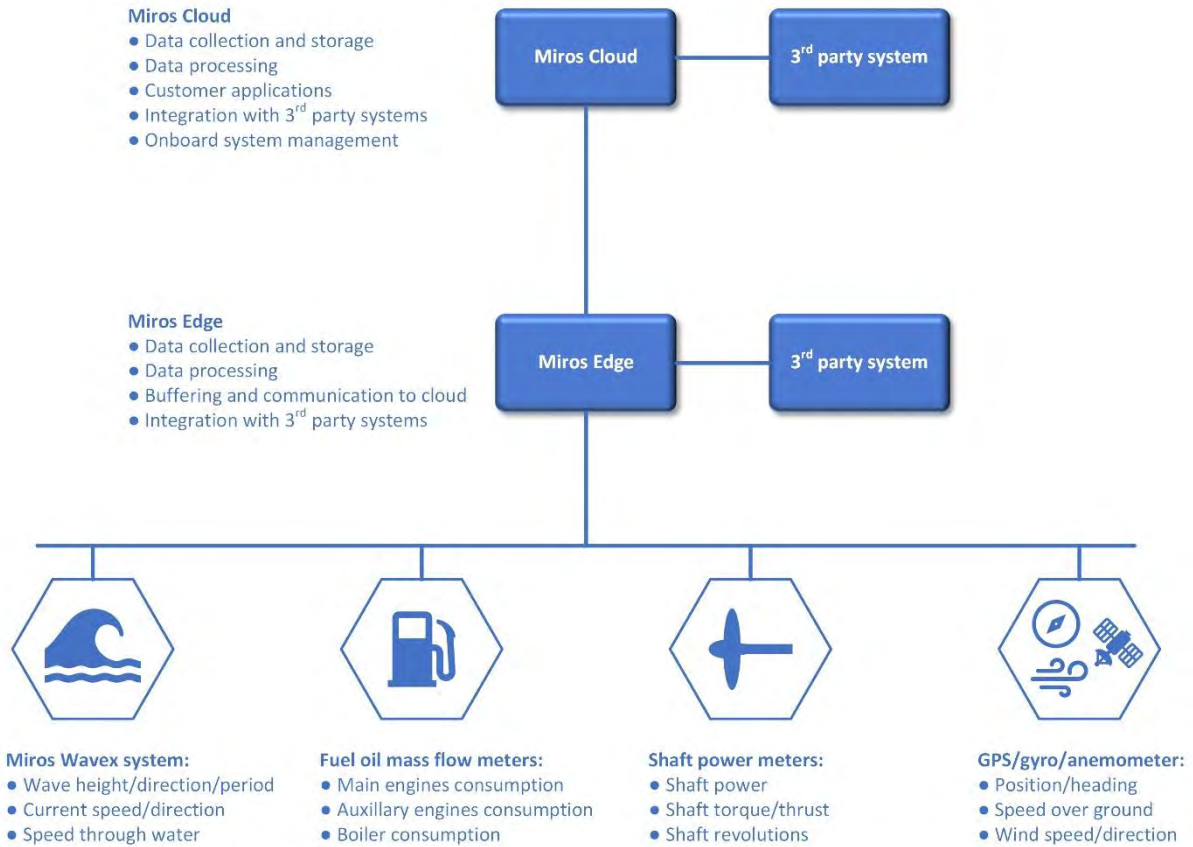 Miros Cloud
● Data collection and storage
● Data processing
● Customer applications
● Integration with 3rd party systems
● Onboard system management
Miros Cloud
3rd party system
Miros Edge
● Data collection and storage
● Data processing
● Buffering and communication to cloud
● Integration with 3rd party systems
Miros Edge
3rd party system
Miros Wavex system:
● Wave height/direction/period
● Current speed/direction
● Speed through water
Fuel oil mass flow meters:
● Main engines consumption
● Auxillary engines consumption
● Boiler consumption
Shaft power meters:
● Shaft power
● Shaft torque/thrust
● Shaft revolutions
GPS/gyro/anemometer:
● Position/heading
● Speed over ground
● Wind speed/direction